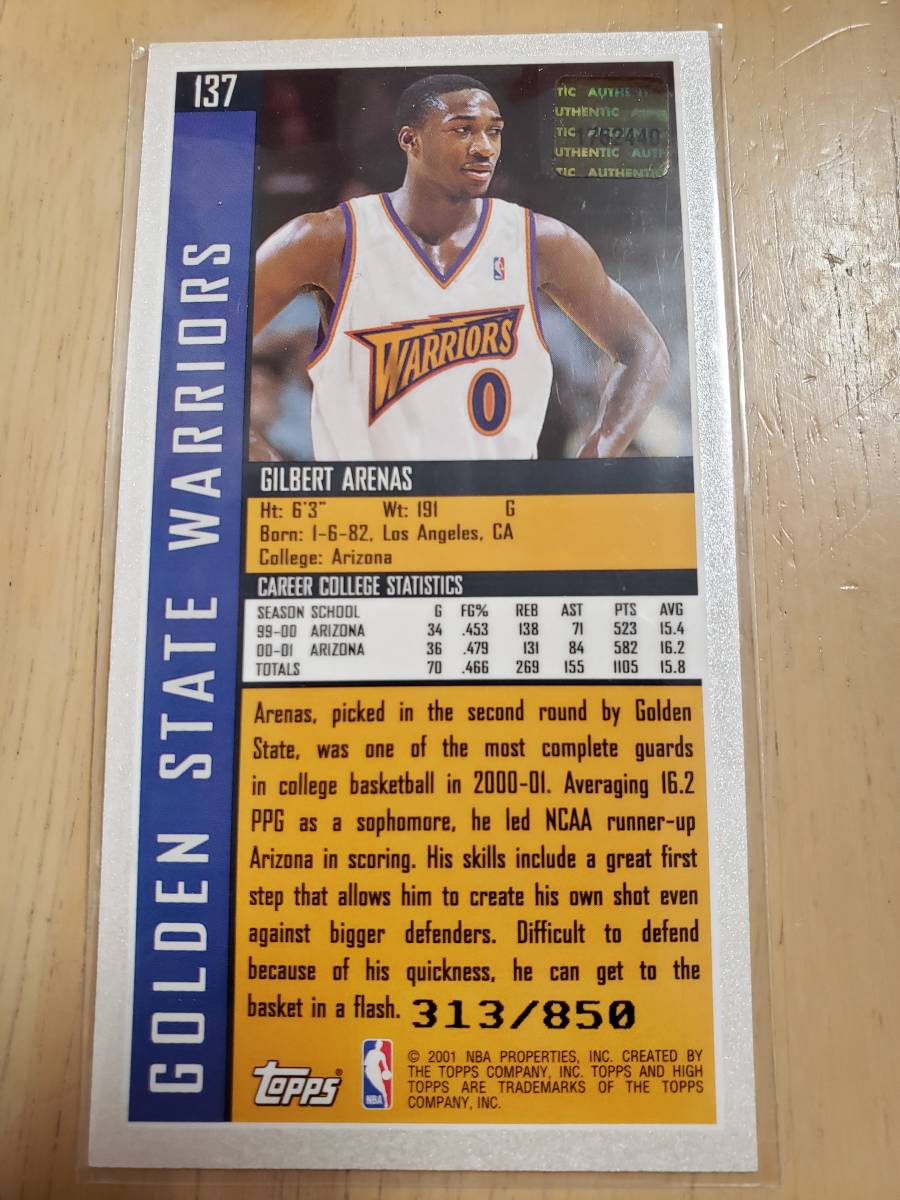 137
TIC AUTHENTI
UTHENTIC
TIC
UTHENTIC AUTH
TIC AUTHENTIC
GOLDEN STATE WARRIORS
WARRIORS
0
GILBERT ARENAS
Ht: 6'3" Wt: 191 G
Born: 1-6-82, Los Angeles, CA
College: Arizona
CAREER COLLEGE STATISTICS
SEASON SCHOOL G FG% REB AST PTS AVG
99-00 ARIZONA 34 .453 138 71 523 15.4
00-01 ARIZONA 36 .479 131 84 582 16.2
TOTALS 70 .466 269 155 1105 15.8
Arenas, picked in the second round by Golden
State, was one of the most complete guards
in college basketball in 2000-01. Averaging 16.2
PPG as a sophomore, he led NCAA runner-up
Arizona in scoring. His skills include a great first
step that allows him to create his own shot even
against bigger defenders. Difficult to defend
because of his quickness, he can get to the
basket in a flash. 313/850
topps®
NBA
© 2001 NBA PROPERTIES, INC. CREATED BY
THE TOPPS COMPANY, INC. TOPPS AND HIGH
TOPPS ARE TRADEMARKS OF THE TOPPS
COMPANY, INC.